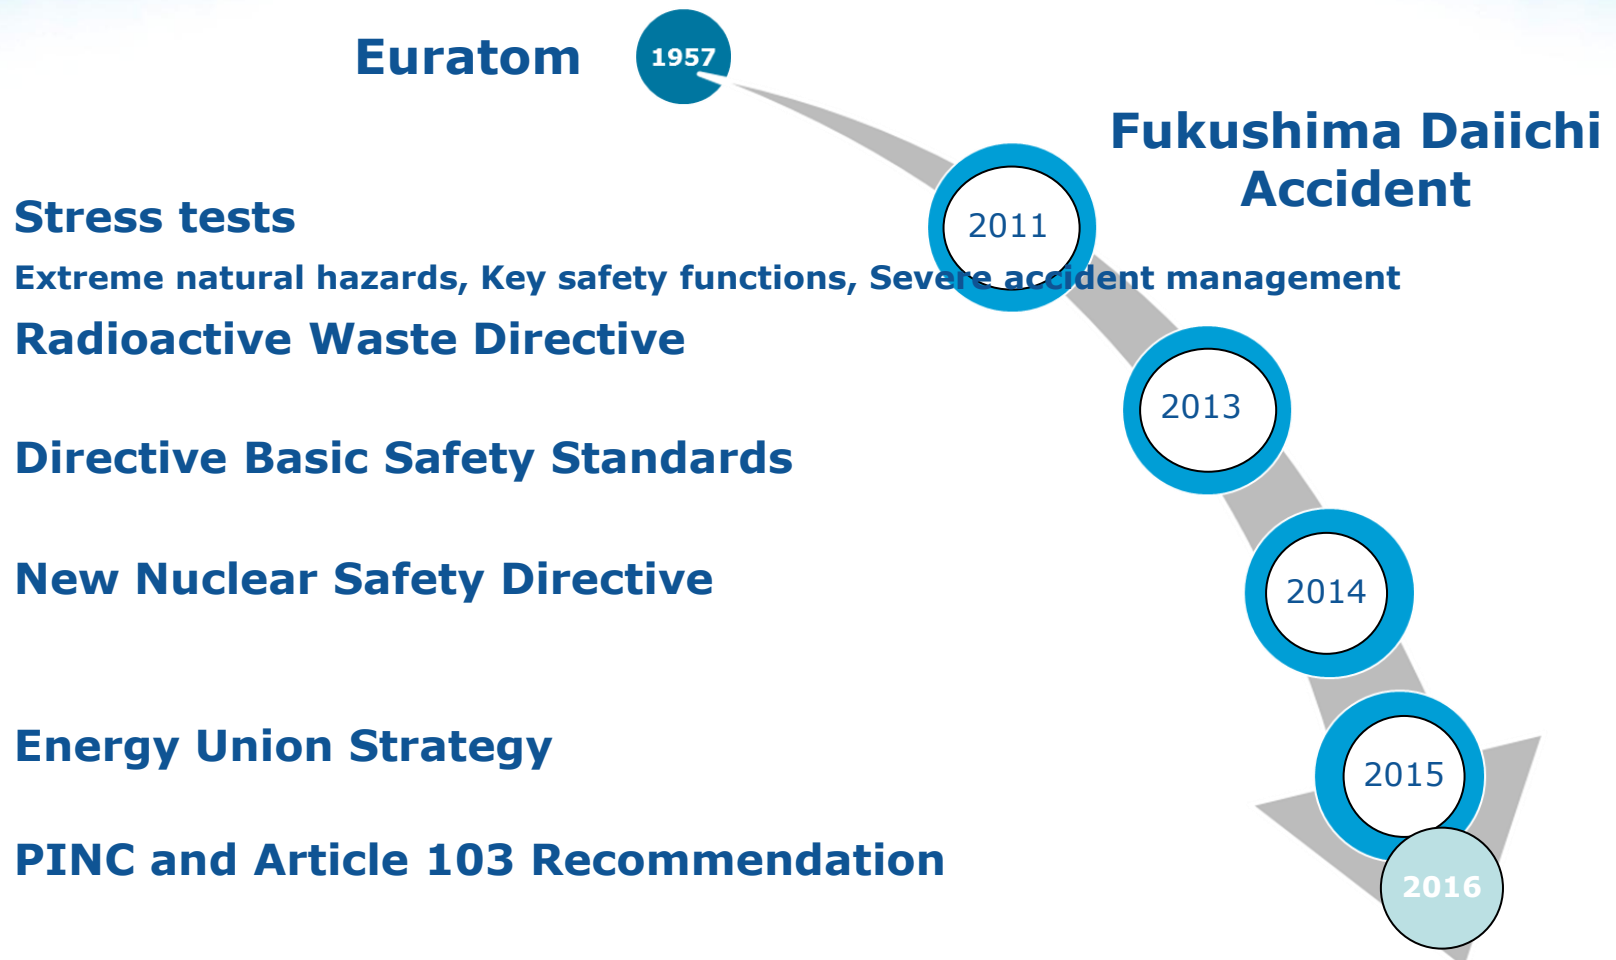 Euratom
1957
Fukushima Daiichi
Accident
Stress tests
2011
Extreme natural hazards, Key safety functions, Severe accident management
Radioactive Waste Directive
2013
Directive Basic Safety Standards
New Nuclear Safety Directive
2014
Energy Union Strategy
2015
PINC and Article 103 Recommendation
2016